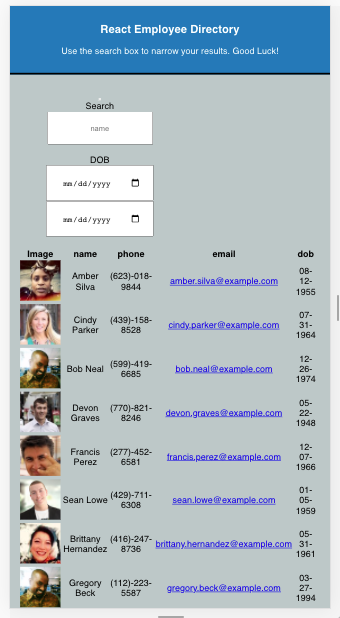 React Employee Directory
Use the search box to narrow your results. Good Luck!
Search
name
DOB
mm/dd/yyyy
mm/dd/yyyy
Image name phone email dob
Amber Silva (623)-018-9844 amber.silva@example.com 08-12-1955
Cindy Parker (439)-158-8528 cindy.parker@example.com 07-31-1964
Bob Neal (599)-419-6685 bob.neal@example.com 12-26-1974
Devon Graves (770)-821-8246 devon.graves@example.com 05-22-1948
Francis Perez (277)-452-6581 francis.perez@example.com 12-07-1966
Sean Lowe (429)-711-6308 sean.lowe@example.com 01-05-1959
Brittany Hernandez (416)-247-8736 brittany.hernandez@example.com 05-31-1961
Gregory Beck (112)-223-5587 gregory.beck@example.com 03-27-1994